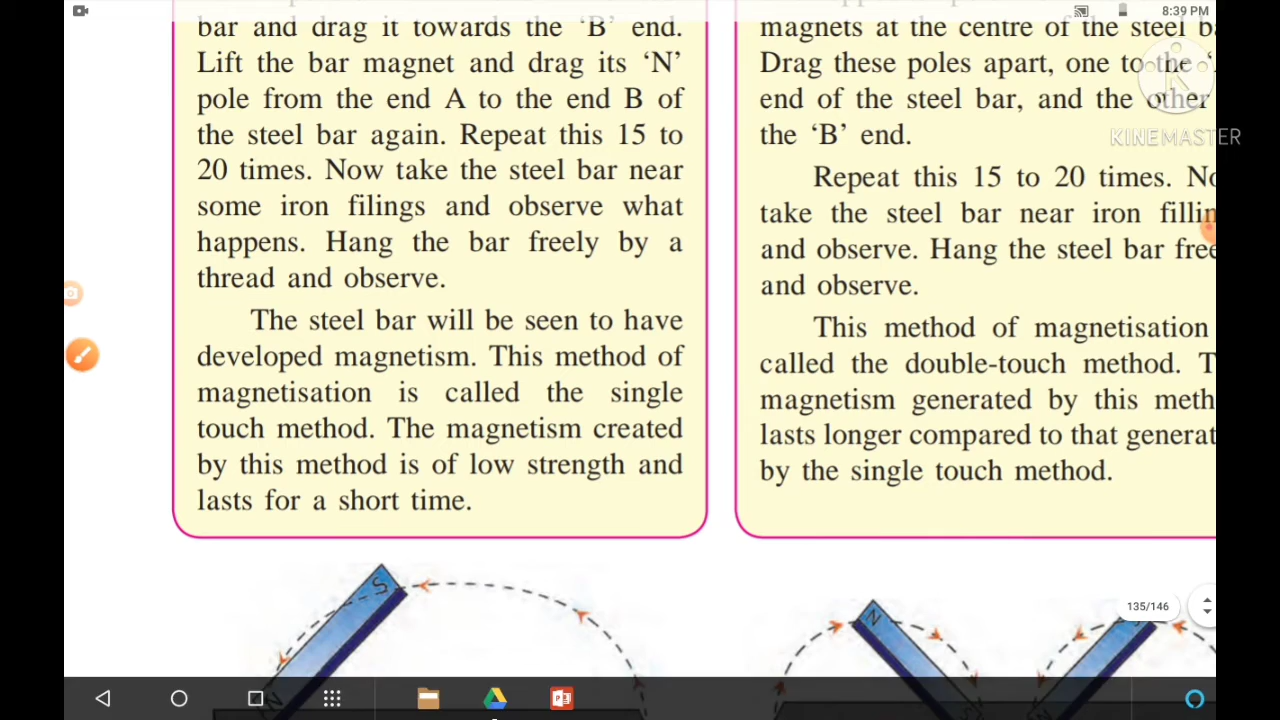 8:39 PM
bar and drag it towards the ‘B’ end.
Lift the bar magnet and drag its ‘N’
pole from the end A to the end B of
the steel bar again. Repeat this 15 to
20 times. Now take the steel bar near
some iron filings and observe what
happens. Hang the bar freely by a
thread and observe.
The steel bar will be seen to have
developed magnetism. This method of
magnetisation is called the single
touch method. The magnetism created
by this method is of low strength and
lasts for a short time.
magnets at the centre of the steel b
Drag these poles apart, one to the
end of the steel bar, and the other
the ‘B’ end.
Repeat this 15 to 20 times. No
take the steel bar near iron fillin
and observe. Hang the steel bar free
and observe.
This method of magnetisation
called the double-touch method. T
magnetism generated by this meth
lasts longer compared to that generat
by the single touch method.
KINEMASTER
135/146
S
N
N